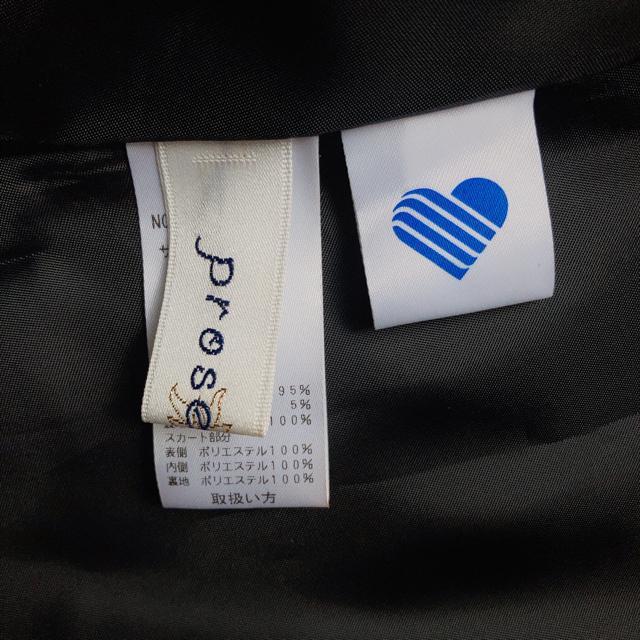 NO
サ
prose
95%
5%
100%
スカート部分
表側 ポリエステル100%
内側 ポリエステル100%
裏地 ポリエステル100%
取扱い方